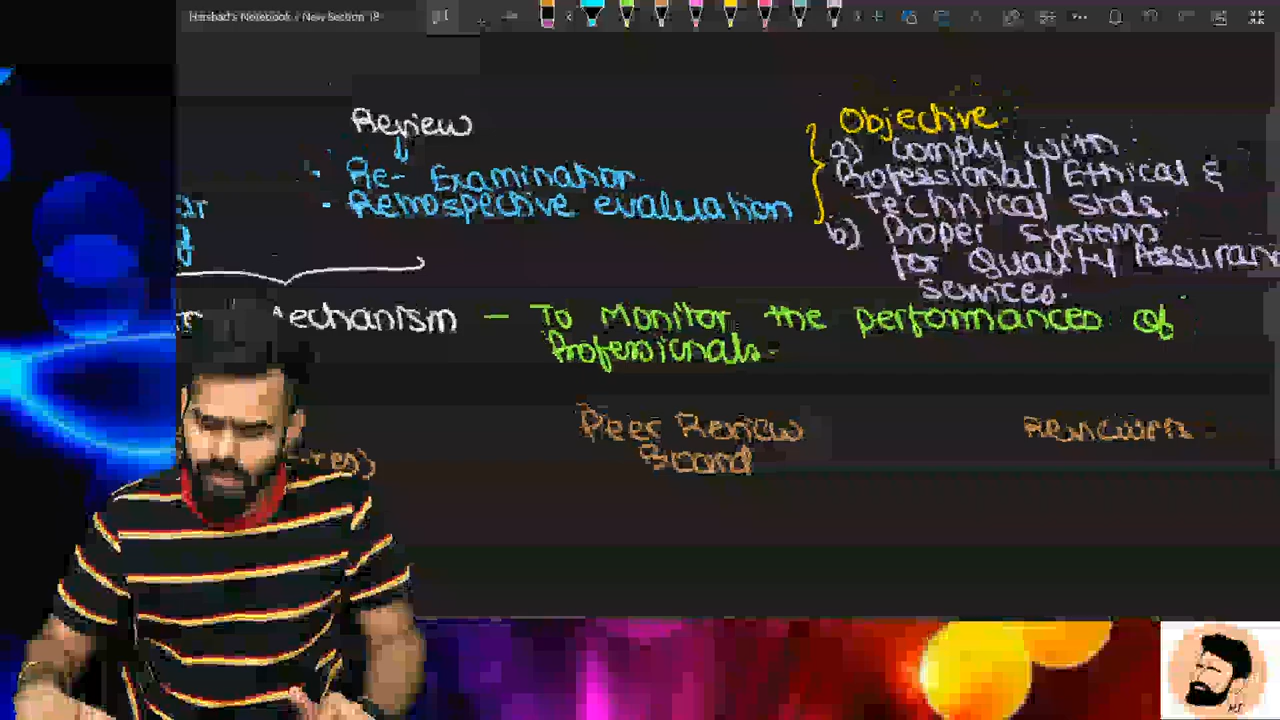 Harshad's Notebook / New Section 18
Review
Objective
- Re- Examination
- Retrospective evaluation
a) Comply with
Professional / Ethical &
Technical Stds.
b) Proper systems
for Quality Assuran
services.
echanism - To Monitor the performances of
Professionals.
Peer Review
Board
Reviewers